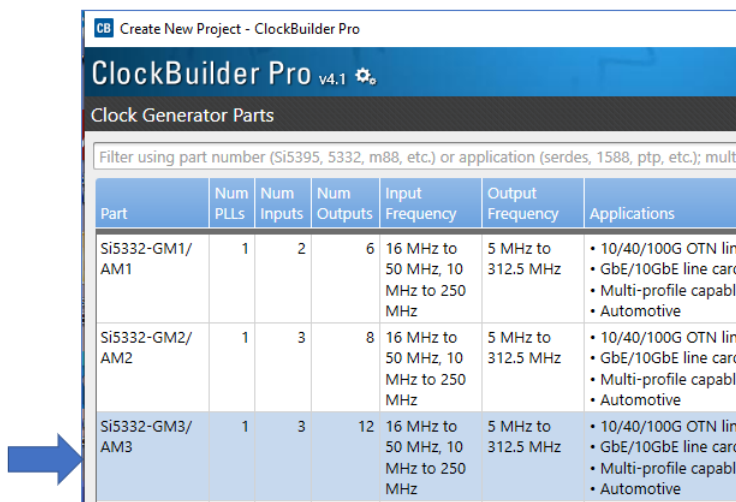 CB Create New Project - ClockBuilder Pro
ClockBuilder Pro v4.1
Clock Generator Parts
Filter using part number (Si5395, 5332, m88, etc.) or application (serdes, 1588, ptp, etc.); mult
Part Num PLLs Num Inputs Num Outputs Input Frequency Output Frequency Applications
Si5332-GM1/ 1 2 6 16 MHz to 5 MHz to • 10/40/100G OTN lin
AM1 50 MHz, 10 312.5 MHz • GbE/10GbE line card
MHz to 250 • Multi-profile capabl
MHz • Automotive
Si5332-GM2/ 1 3 8 16 MHz to 5 MHz to • 10/40/100G OTN lin
AM2 50 MHz, 10 312.5 MHz • GbE/10GbE line card
MHz to 250 • Multi-profile capabl
MHz • Automotive
Si5332-GM3/ 1 3 12 16 MHz to 5 MHz to • 10/40/100G OTN lin
AM3 50 MHz, 10 312.5 MHz • GbE/10GbE line card
MHz to 250 • Multi-profile capabl
MHz • Automotive